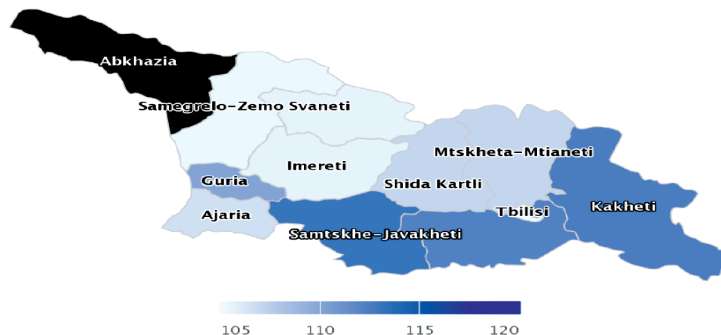 Abkhazia
Samegrelo-Zemo Svaneti
Mtskheta-Mtianeti
Imereti
Guria
Shida Kartli
Kakheti
Ajaria
Tbilisi
Samtskhe-Javakheti
105 110 115 120